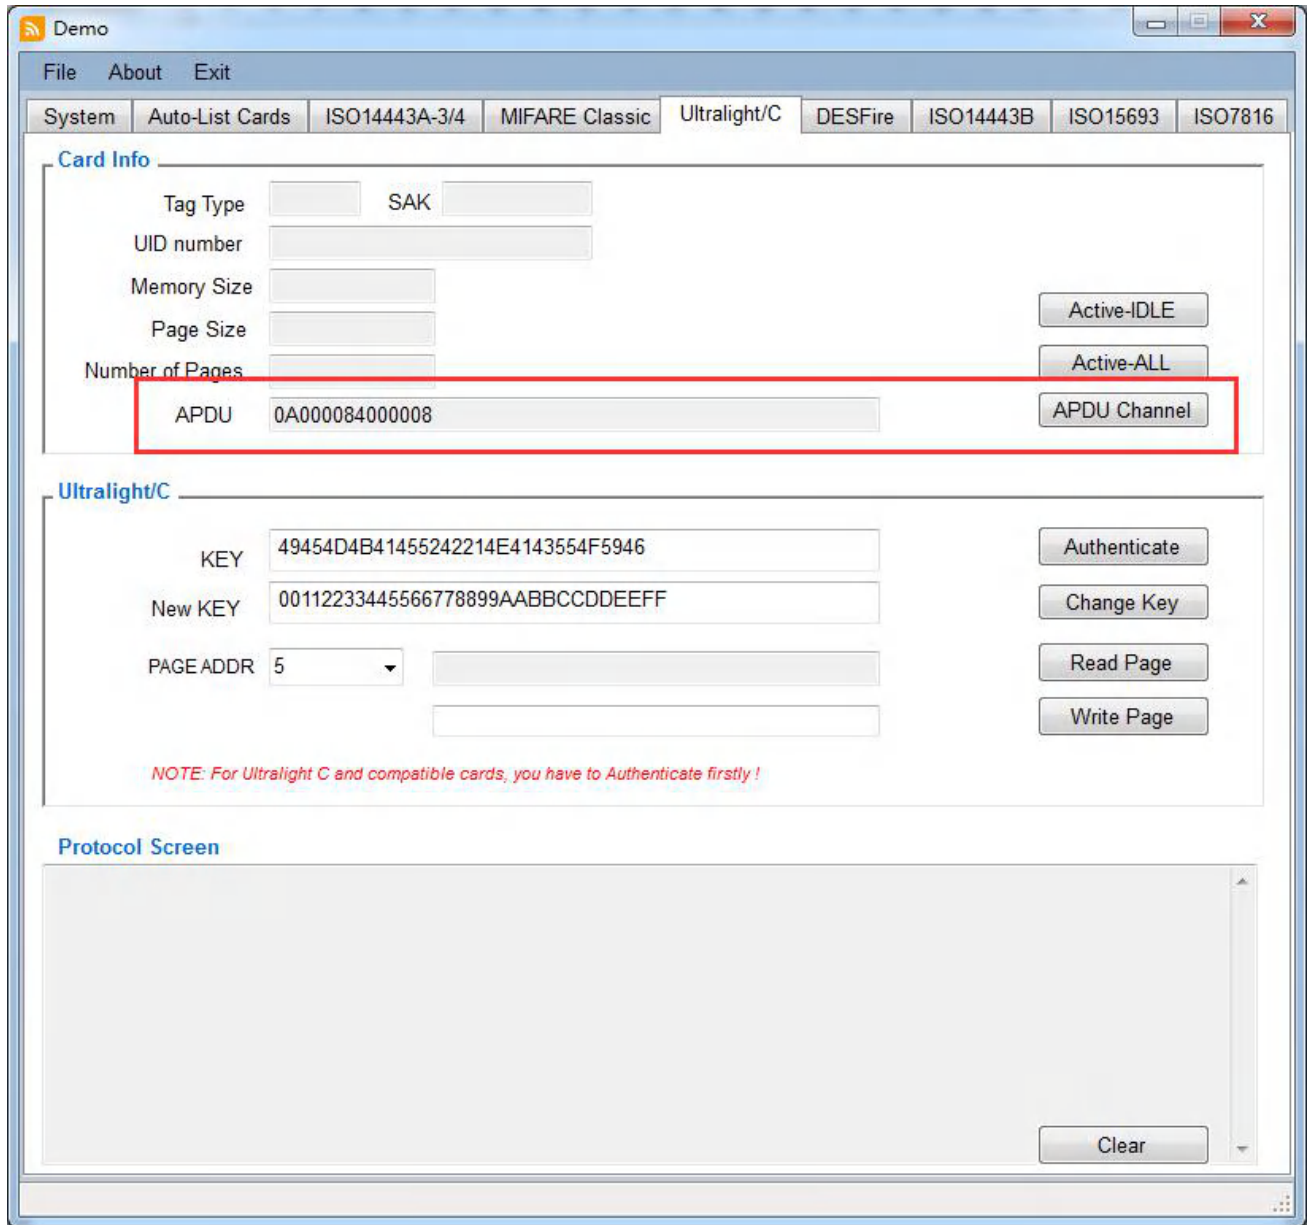 Demo
File About Exit
System Auto-List Cards ISO14443A-3/4 MIFARE Classic Ultralight/C DESFire ISO14443B ISO15693 ISO7816
Card Info
Tag Type SAK
UID number
Memory Size
Active-IDLE
Page Size
Active-ALL
Number of Pages
APDU 0A000084000008 APDU Channel
Ultralight/C
KEY 49454D4B41455242214E4143554F5946 Authenticate
New KEY 00112233445566778899AABBCCDDEEFF Change Key
PAGE ADDR 5 Read Page
Write Page
NOTE: For Ultralight C and compatible cards, you have to Authenticate firstly !
Protocol Screen
Clear